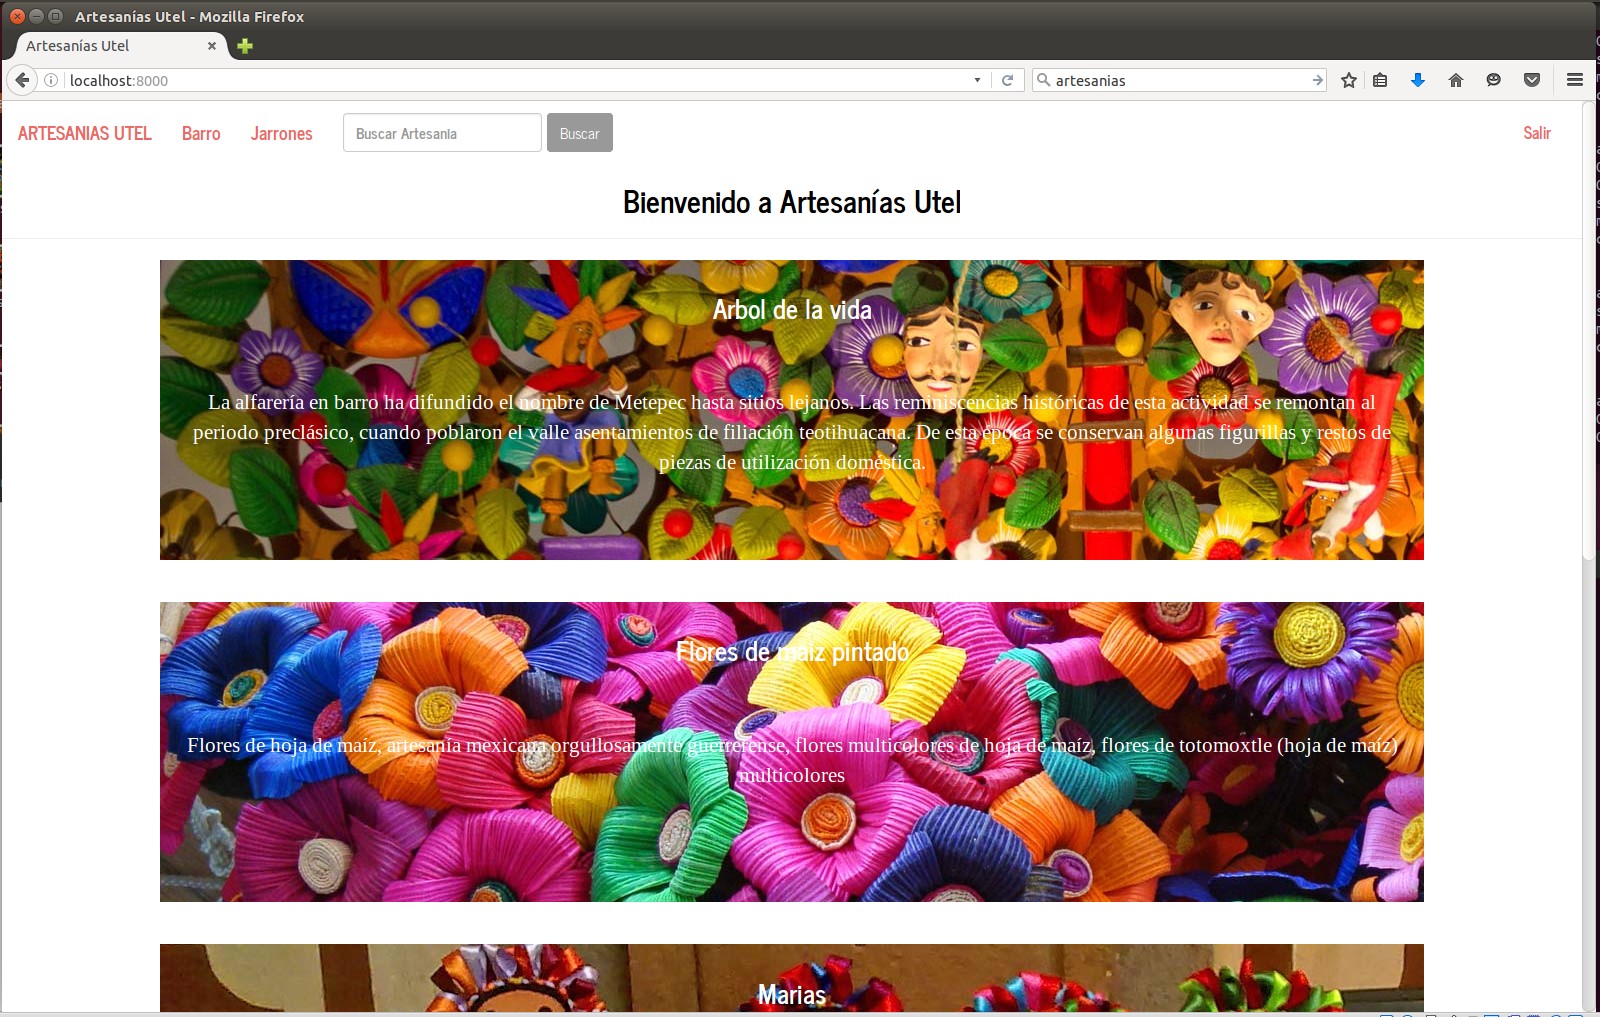 Artesanías Utel - Mozilla Firefox
Artesanías Utel
localhost:8000
artesanias
ARTESANIAS UTEL Barro Jarrones Buscar Artesania Buscar Salir
Bienvenido a Artesanías Utel
Arbol de la vida
La alfarería en barro ha difundido el nombre de Metepec hasta sitios lejanos. Las reminiscencias históricas de esta actividad se remontan al
periodo preclásico, cuando poblaron el valle asentamientos de filiación teotihuacana. De esta época se conservan algunas figurillas y restos de
piezas de utilización doméstica.
Flores de maiz pintado
Flores de hoja de maíz, artesanía mexicana orgullosamente guerrerense, flores multicolores de hoja de maíz, flores de totomoxtle (hoja de maíz)
multicolores
Marias